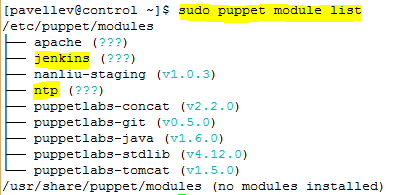 [pavellev@control ~]$ sudo puppet module list
/etc/puppet/modules
├── apache (???)
├── jenkins (???)
├── nanliu-staging (v1.0.3)
├── ntp (???)
├── puppetlabs-concat (v2.2.0)
├── puppetlabs-git (v0.5.0)
├── puppetlabs-java (v1.6.0)
├── puppetlabs-stdlib (v4.12.0)
└── puppetlabs-tomcat (v1.5.0)
/usr/share/puppet/modules (no modules installed)